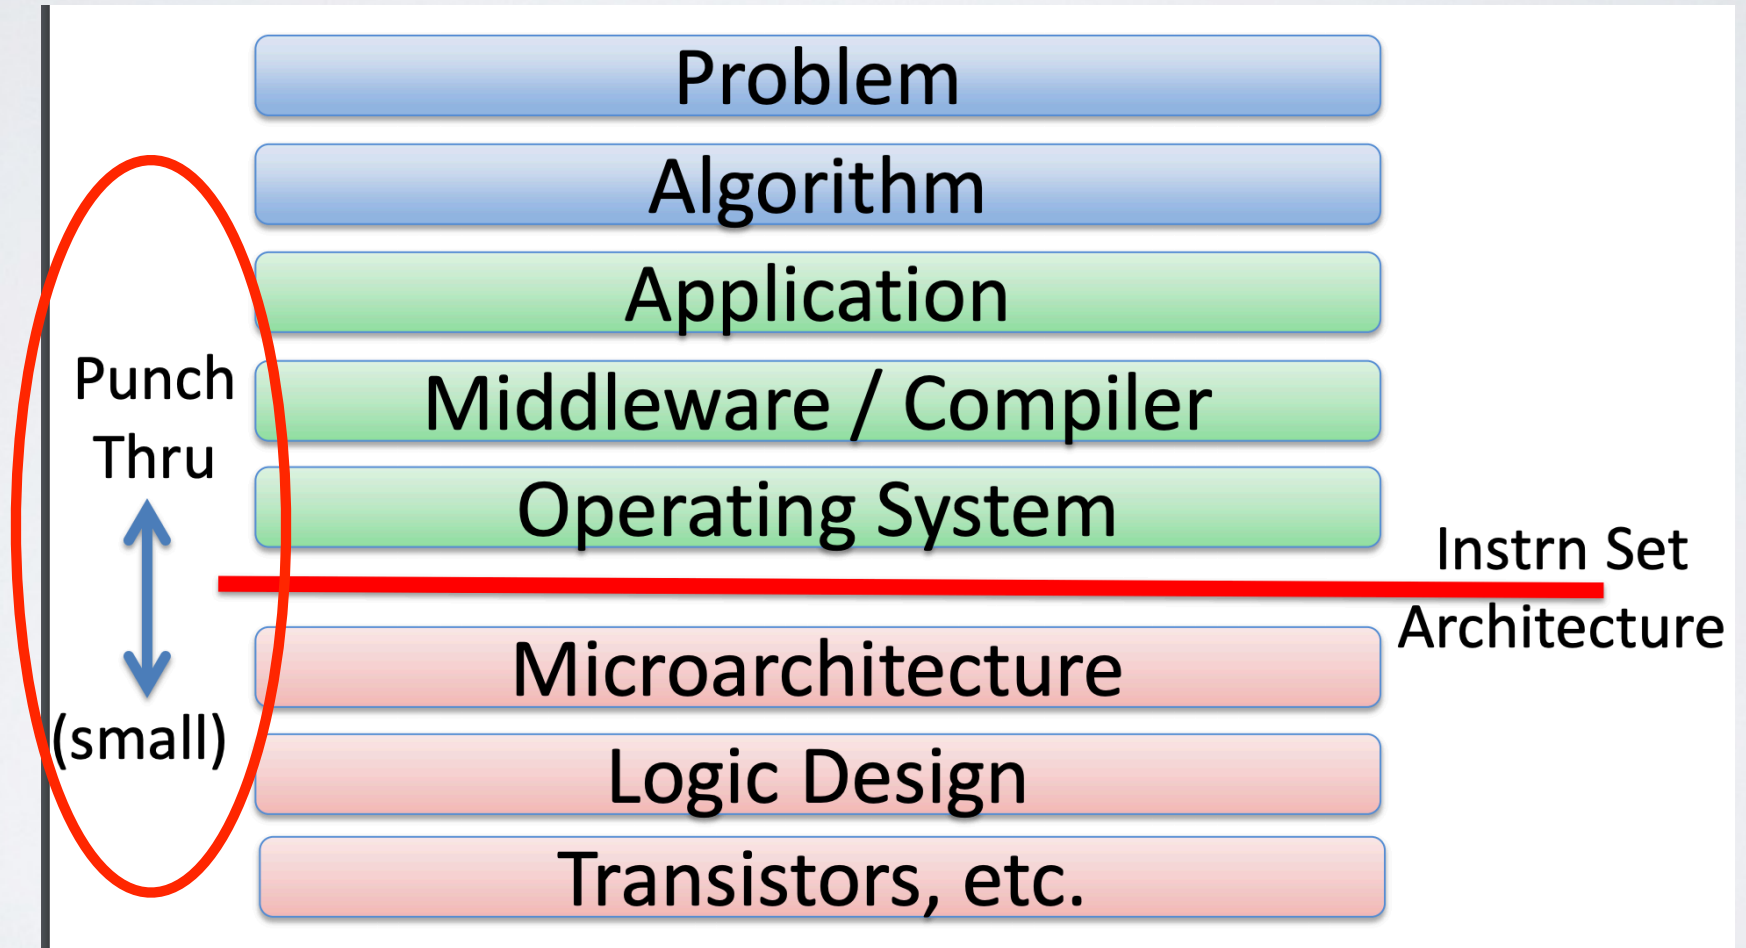 Problem
Algorithm
Application
Punch
Thru
(small)
Middleware / Compiler
Operating System
Instrn Set
Architecture
Microarchitecture
Logic Design
Transistors, etc.